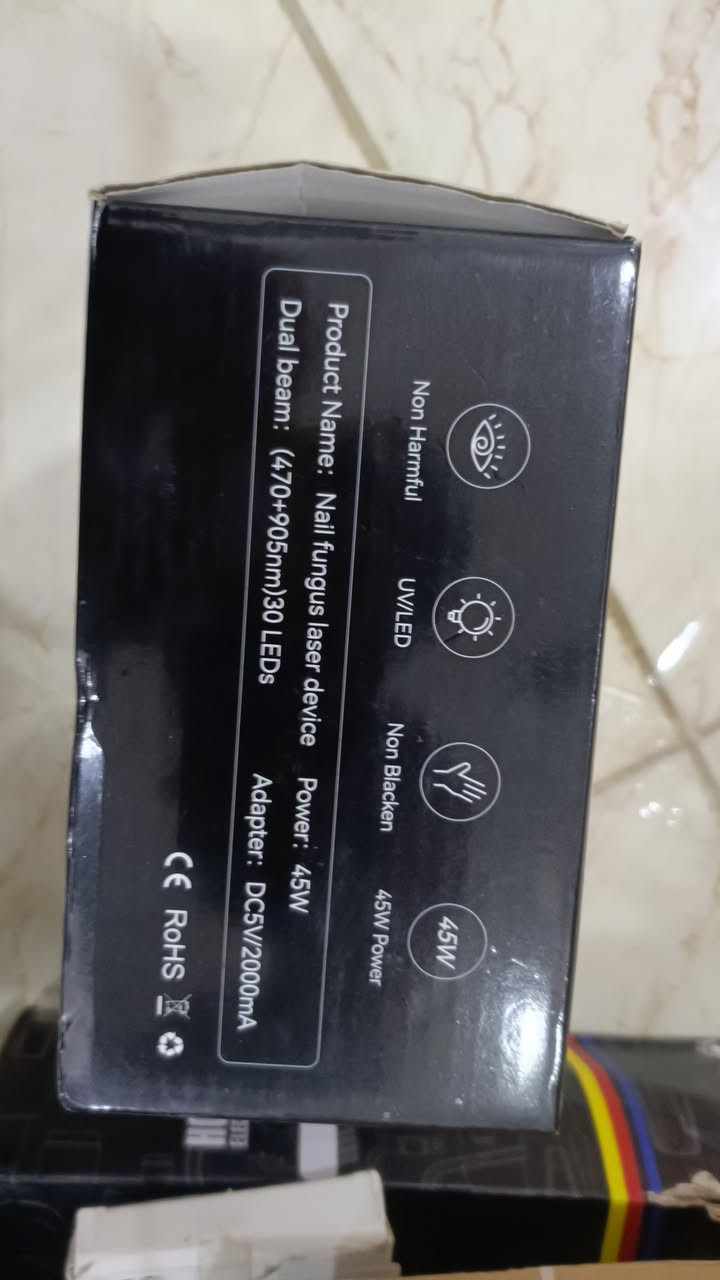 Non Harmful
UV/LED
Non Blacken
45W
45W Power
Product Name： Nail fungus laser device Power：45W
Dual beam： (470+905nm)30 LEDs Adapter：DC5V/2000mA
CE RoHS